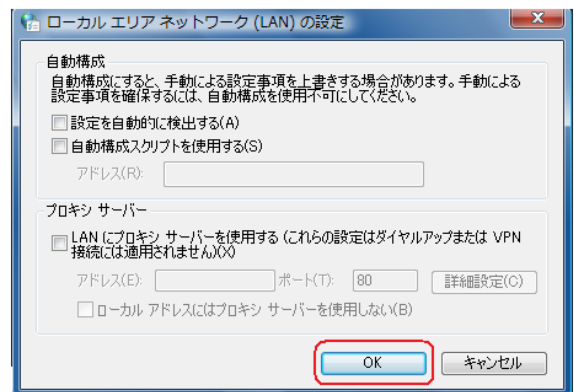 ローカル エリア ネットワーク (LAN) の設定
自動構成
自動構成にすると、手動による設定事項を上書きする場合があります。手動による
設定事項を確保するには、自動構成を使用不可にしてください。
設定を自動的に検出する(A)
自動構成スクリプトを使用する(S)
アドレス(R):
プロキシ サーバー
LAN にプロキシ サーバーを使用する (これらの設定はダイヤルアップまたは VPN
接続には適用されません)(X)
アドレス(E): ポート(T): 80 詳細設定(C)
ローカル アドレスにはプロキシ サーバーを使用しない(B)
OK キャンセル